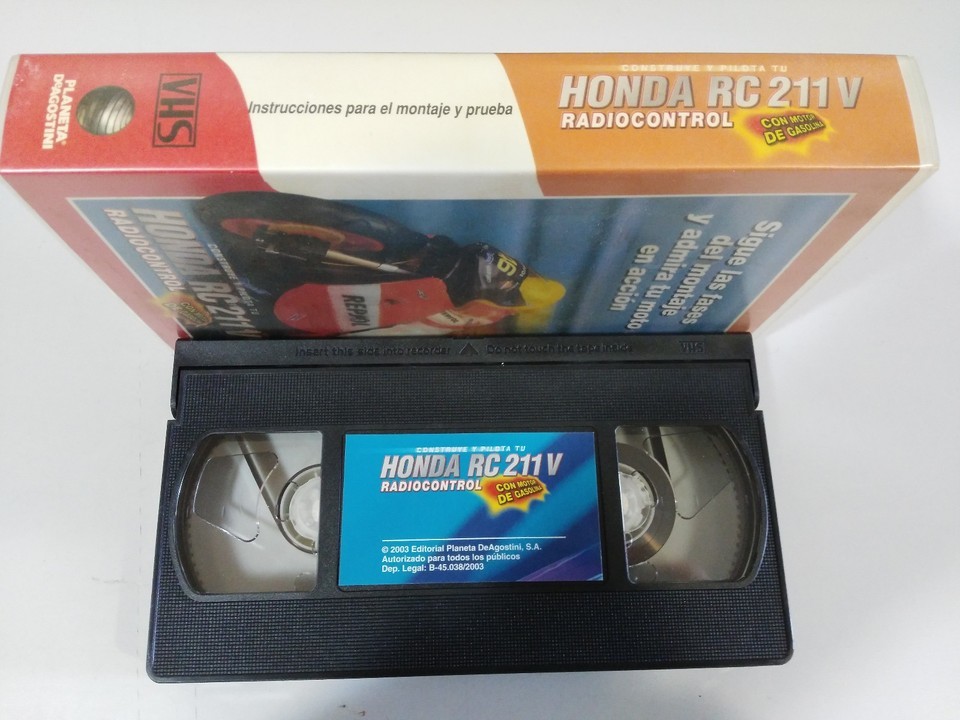 PLANETA
DEAGOSTINI
VHS
Instrucciones para el montaje y prueba
CONSTRUYE Y PILOTA TU
HONDA RC 211 V
RADIOCONTROL
CON MOTOR
DE GASOLINA
Sigue las fases
del montaje
y admira tu moto
en acción
CONSTRUYE Y PILOTA TU
HONDA RC 211 V
RADIOCONTROL
REPSOL
Insert this side into recorder
Do not touch the tape inside
VHS
CONSTRUYE Y PILOTA TU
HONDA RC 211 V
RADIOCONTROL
CON MOTOR
DE GASOLINA
© 2003 Editorial Planeta DeAgostini, S.A.
Autorizado para todos los públicos
Dep. Legal: B-45.038/2003